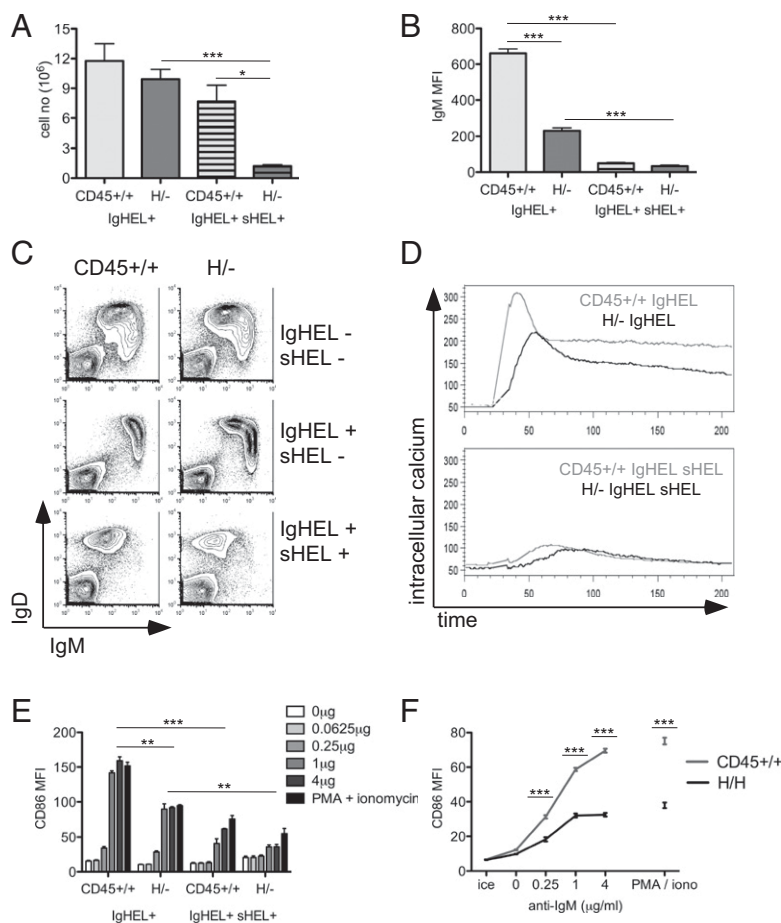 A
cell no (10⁶)
15
12
9
6
3
0
***
*
CD45+/+ H/- CD45+/+ H/-
IgHEL+ IgHEL+ sHEL+
B
IgM MFI
800
600
400
200
0
***
***
***
CD45+/+ H/- CD45+/+ H/-
IgHEL+ IgHEL+ sHEL+
C
CD45+/+ H/-
IgHEL -
sHEL -
IgHEL +
sHEL -
IgHEL +
sHEL +
IgD
IgM
D
intracellular calcium
300
250
200
150
100
50
CD45+/+ IgHEL
H/- IgHEL
0 50 100 150 200
300
250
200
150
100
50
CD45+/+ IgHEL sHEL
H/- IgHEL sHEL
0 50 100 150 200
time
E
CD86 MFI
200
150
100
50
0
***
**
**
0µg
0.0625µg
0.25µg
1µg
4µg
PMA + ionomycin
CD45+/+ H/- CD45+/+ H/-
IgHEL+ IgHEL+ sHEL+
F
CD86 MFI
80
60
40
20
0
*** *** *** ***
CD45+/+
H/H
ice 0 0.25 1 4 PMA / iono
anti-IgM (µg/ml)